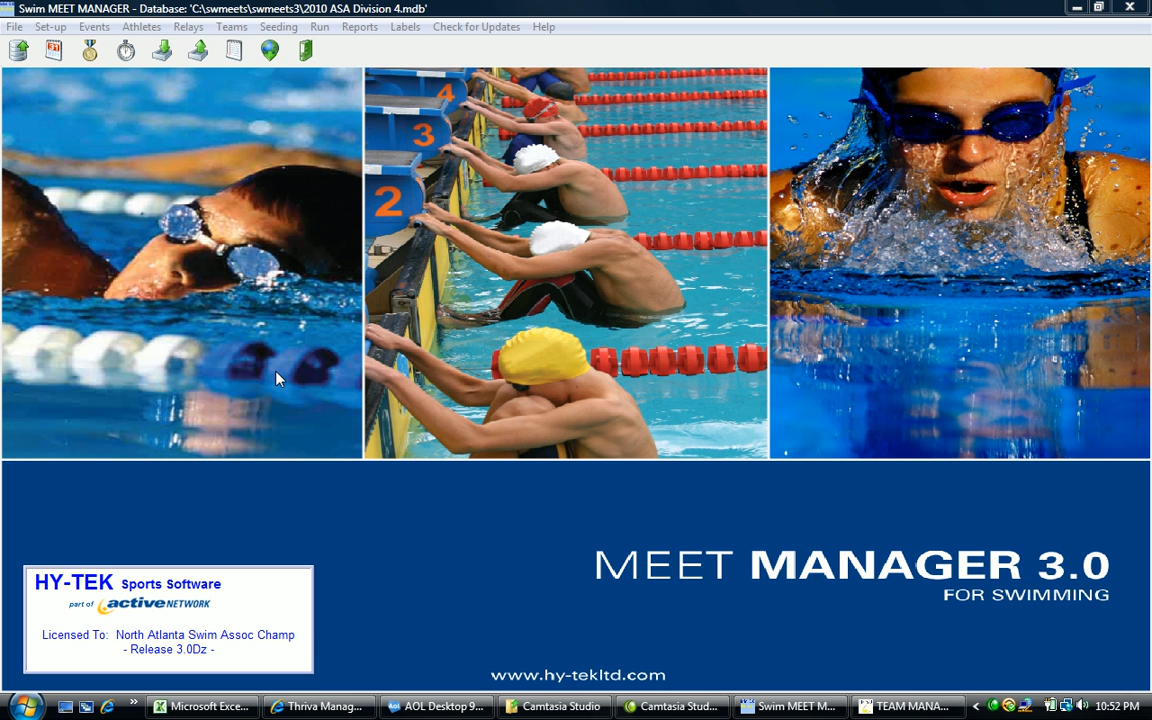 Swim MEET MANAGER - Database: 'C:\swmeets\swmeets3\2010 ASA Division 4.mdb'
File Set-up Events Athletes Relays Teams Seeding Run Reports Labels Check for Updates Help
4
3
2
MEET MANAGER 3.0
FOR SWIMMING
HY-TEK Sports Software
part of active NETWORK
Licensed To: North Atlanta Swim Assoc Champ
- Release 3.0Dz -
www.hy-tekltd.com
Microsoft Exce... Thriva Manag... AOL Desktop 9... Camtasia Studio Camtasia Stud... Swim MEET M... TEAM MANA... 10:52 PM